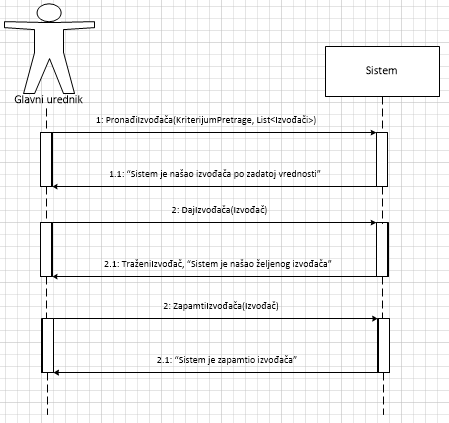 Glavni urednik
Sistem
1: PronađiIzvođača(KriterijumPretrage, List<Izvođači>)
1.1: “Sistem je našao izvođača po zadatoj vrednosti”
2: DajIzvođača(Izvođač)
2.1: TraženiIzvođač, “Sistem je našao željenog izvođača”
2: ZapamtiIzvođača(Izvođač)
2.1: “Sistem je zapamtio izvođača”